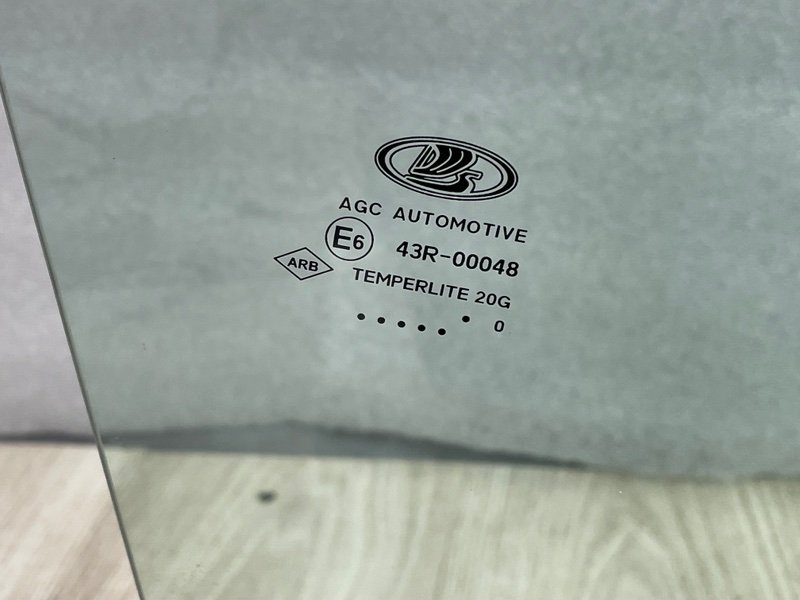 AGC AUTOMOTIVE
E6 43R-00048
ARB TEMPERLITE 20G
..... . 0